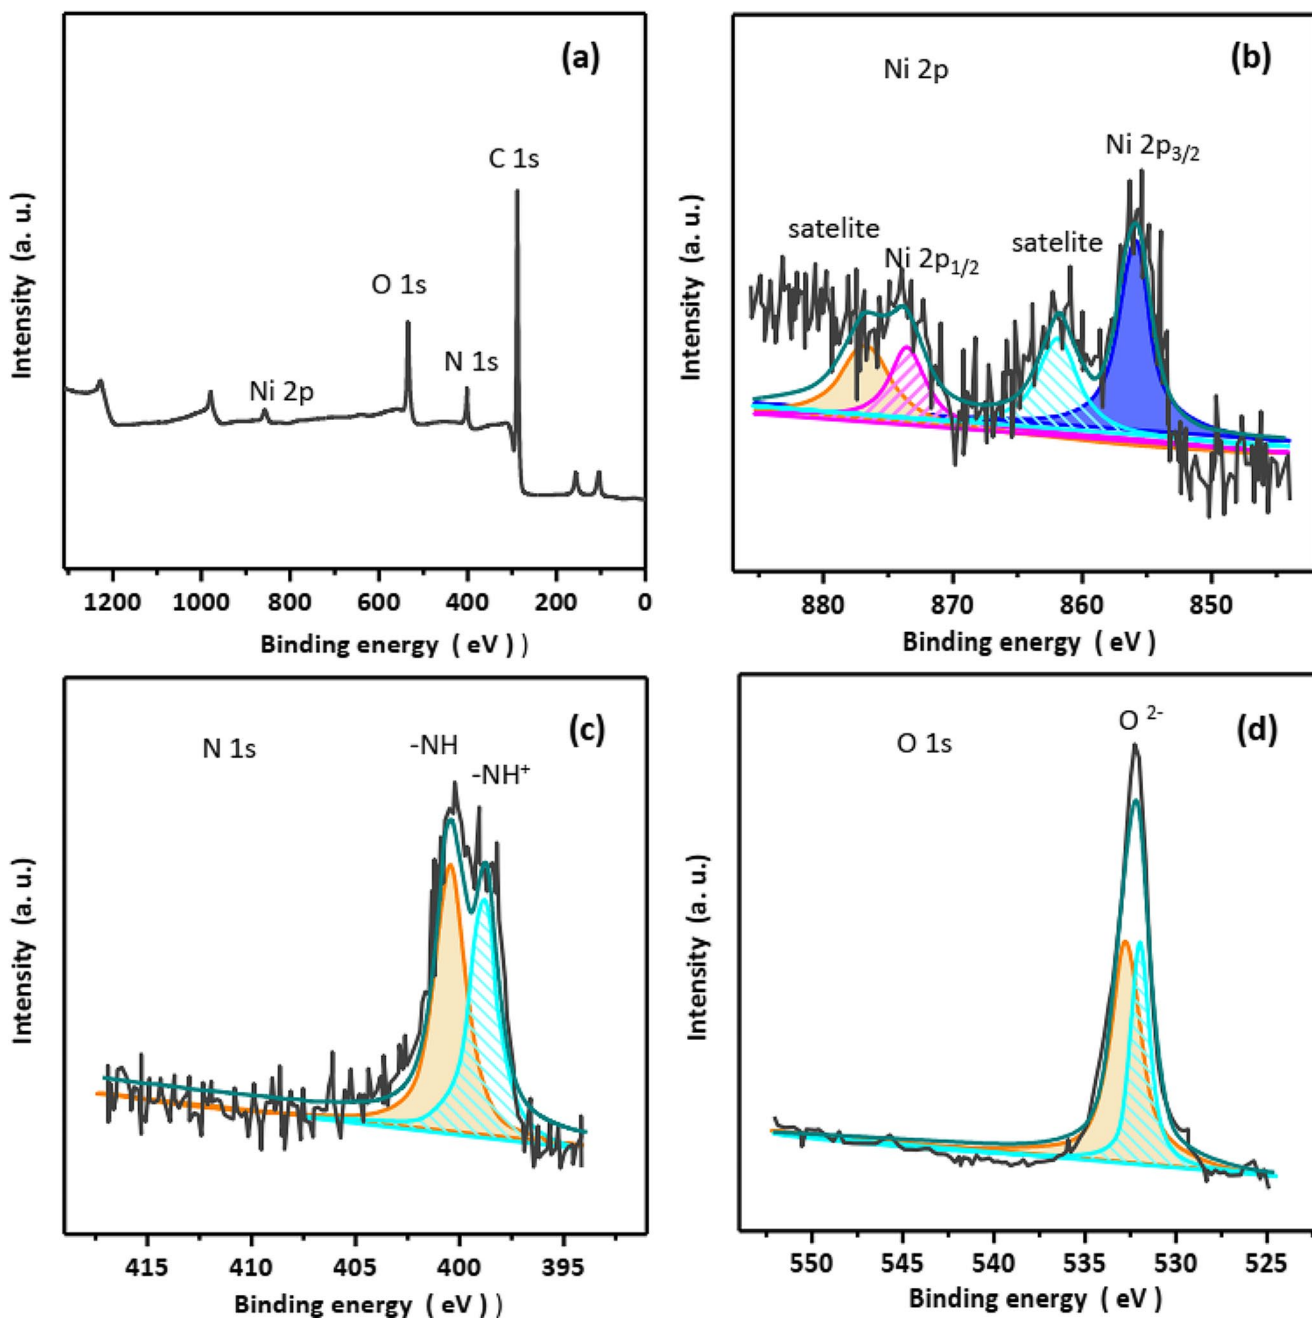 (a)
C 1s
O 1s
N 1s
Ni 2p
Intensity (a. u.)
1200 1000 800 600 400 200 0
Binding energy ( eV ) )
(b)
Ni 2p
Ni 2p3/2
satelite
satelite
Ni 2p1/2
Intensity (a. u.)
880 870 860 850
Binding energy ( eV )
(c)
N 1s
-NH
-NH+
Intensity (a. u.)
415 410 405 400 395
Binding energy ( eV )
(d)
O 1s
O 2-
Intensity (a. u.)
550 545 540 535 530 525
Binding energy ( eV )